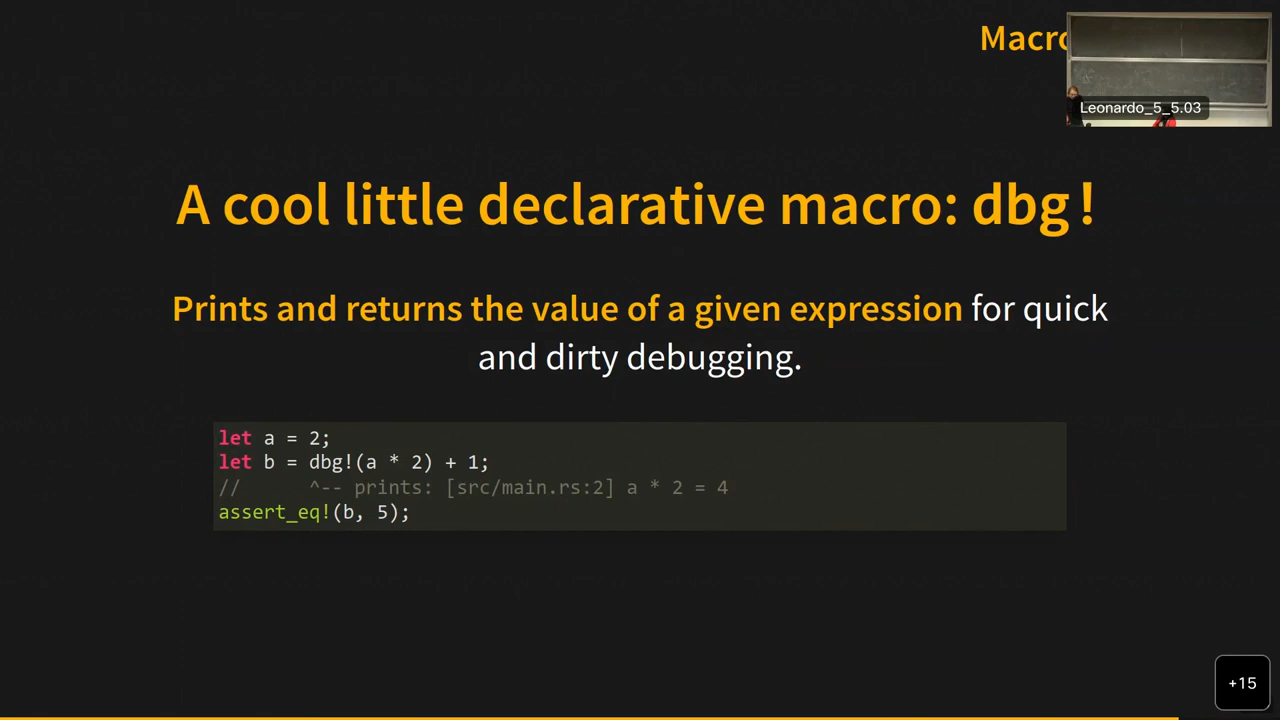 Macro
Leonardo_5_5.03
A cool little declarative macro: dbg!
Prints and returns the value of a given expression for quick
and dirty debugging.
let a = 2;
let b = dbg!(a * 2) + 1;
//      ^-- prints: [src/main.rs:2] a * 2 = 4
assert_eq!(b, 5);
+15